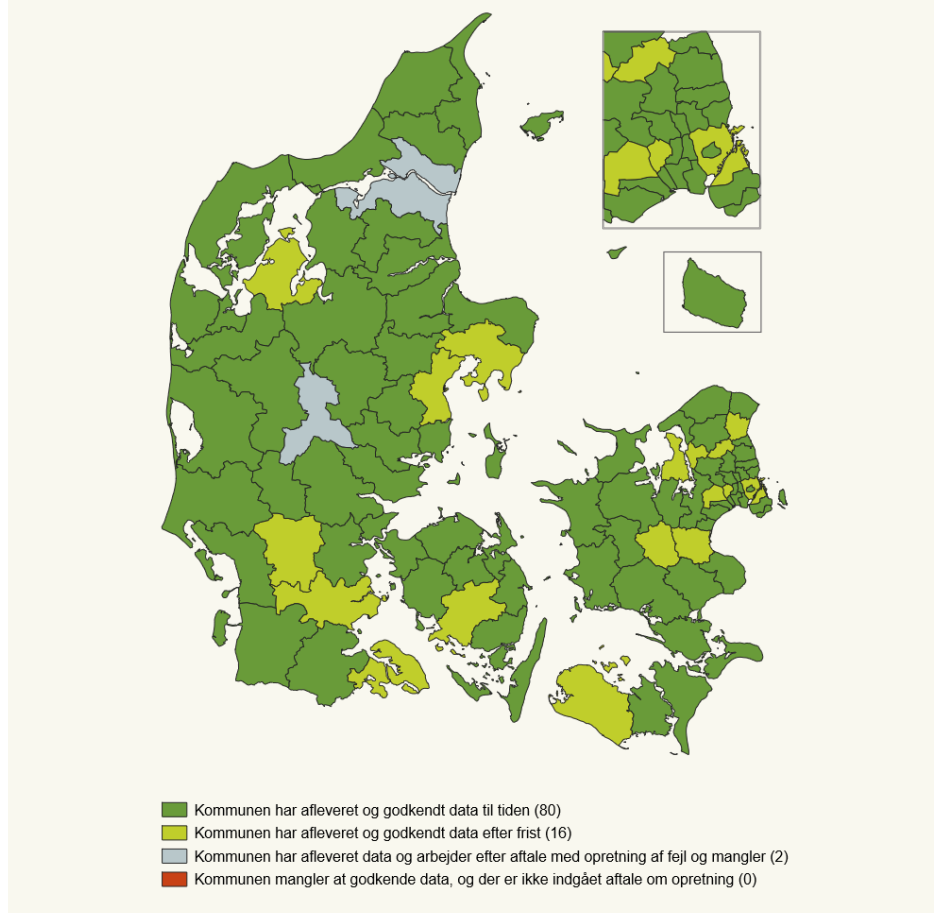 Kommunen har afleveret og godkendt data til tiden (80)
Kommunen har afleveret og godkendt data efter frist (16)
Kommunen har afleveret data og arbejder efter aftale med opretning af fejl og mangler (2)
Kommunen mangler at godkende data, og der er ikke indgået aftale om opretning (0)